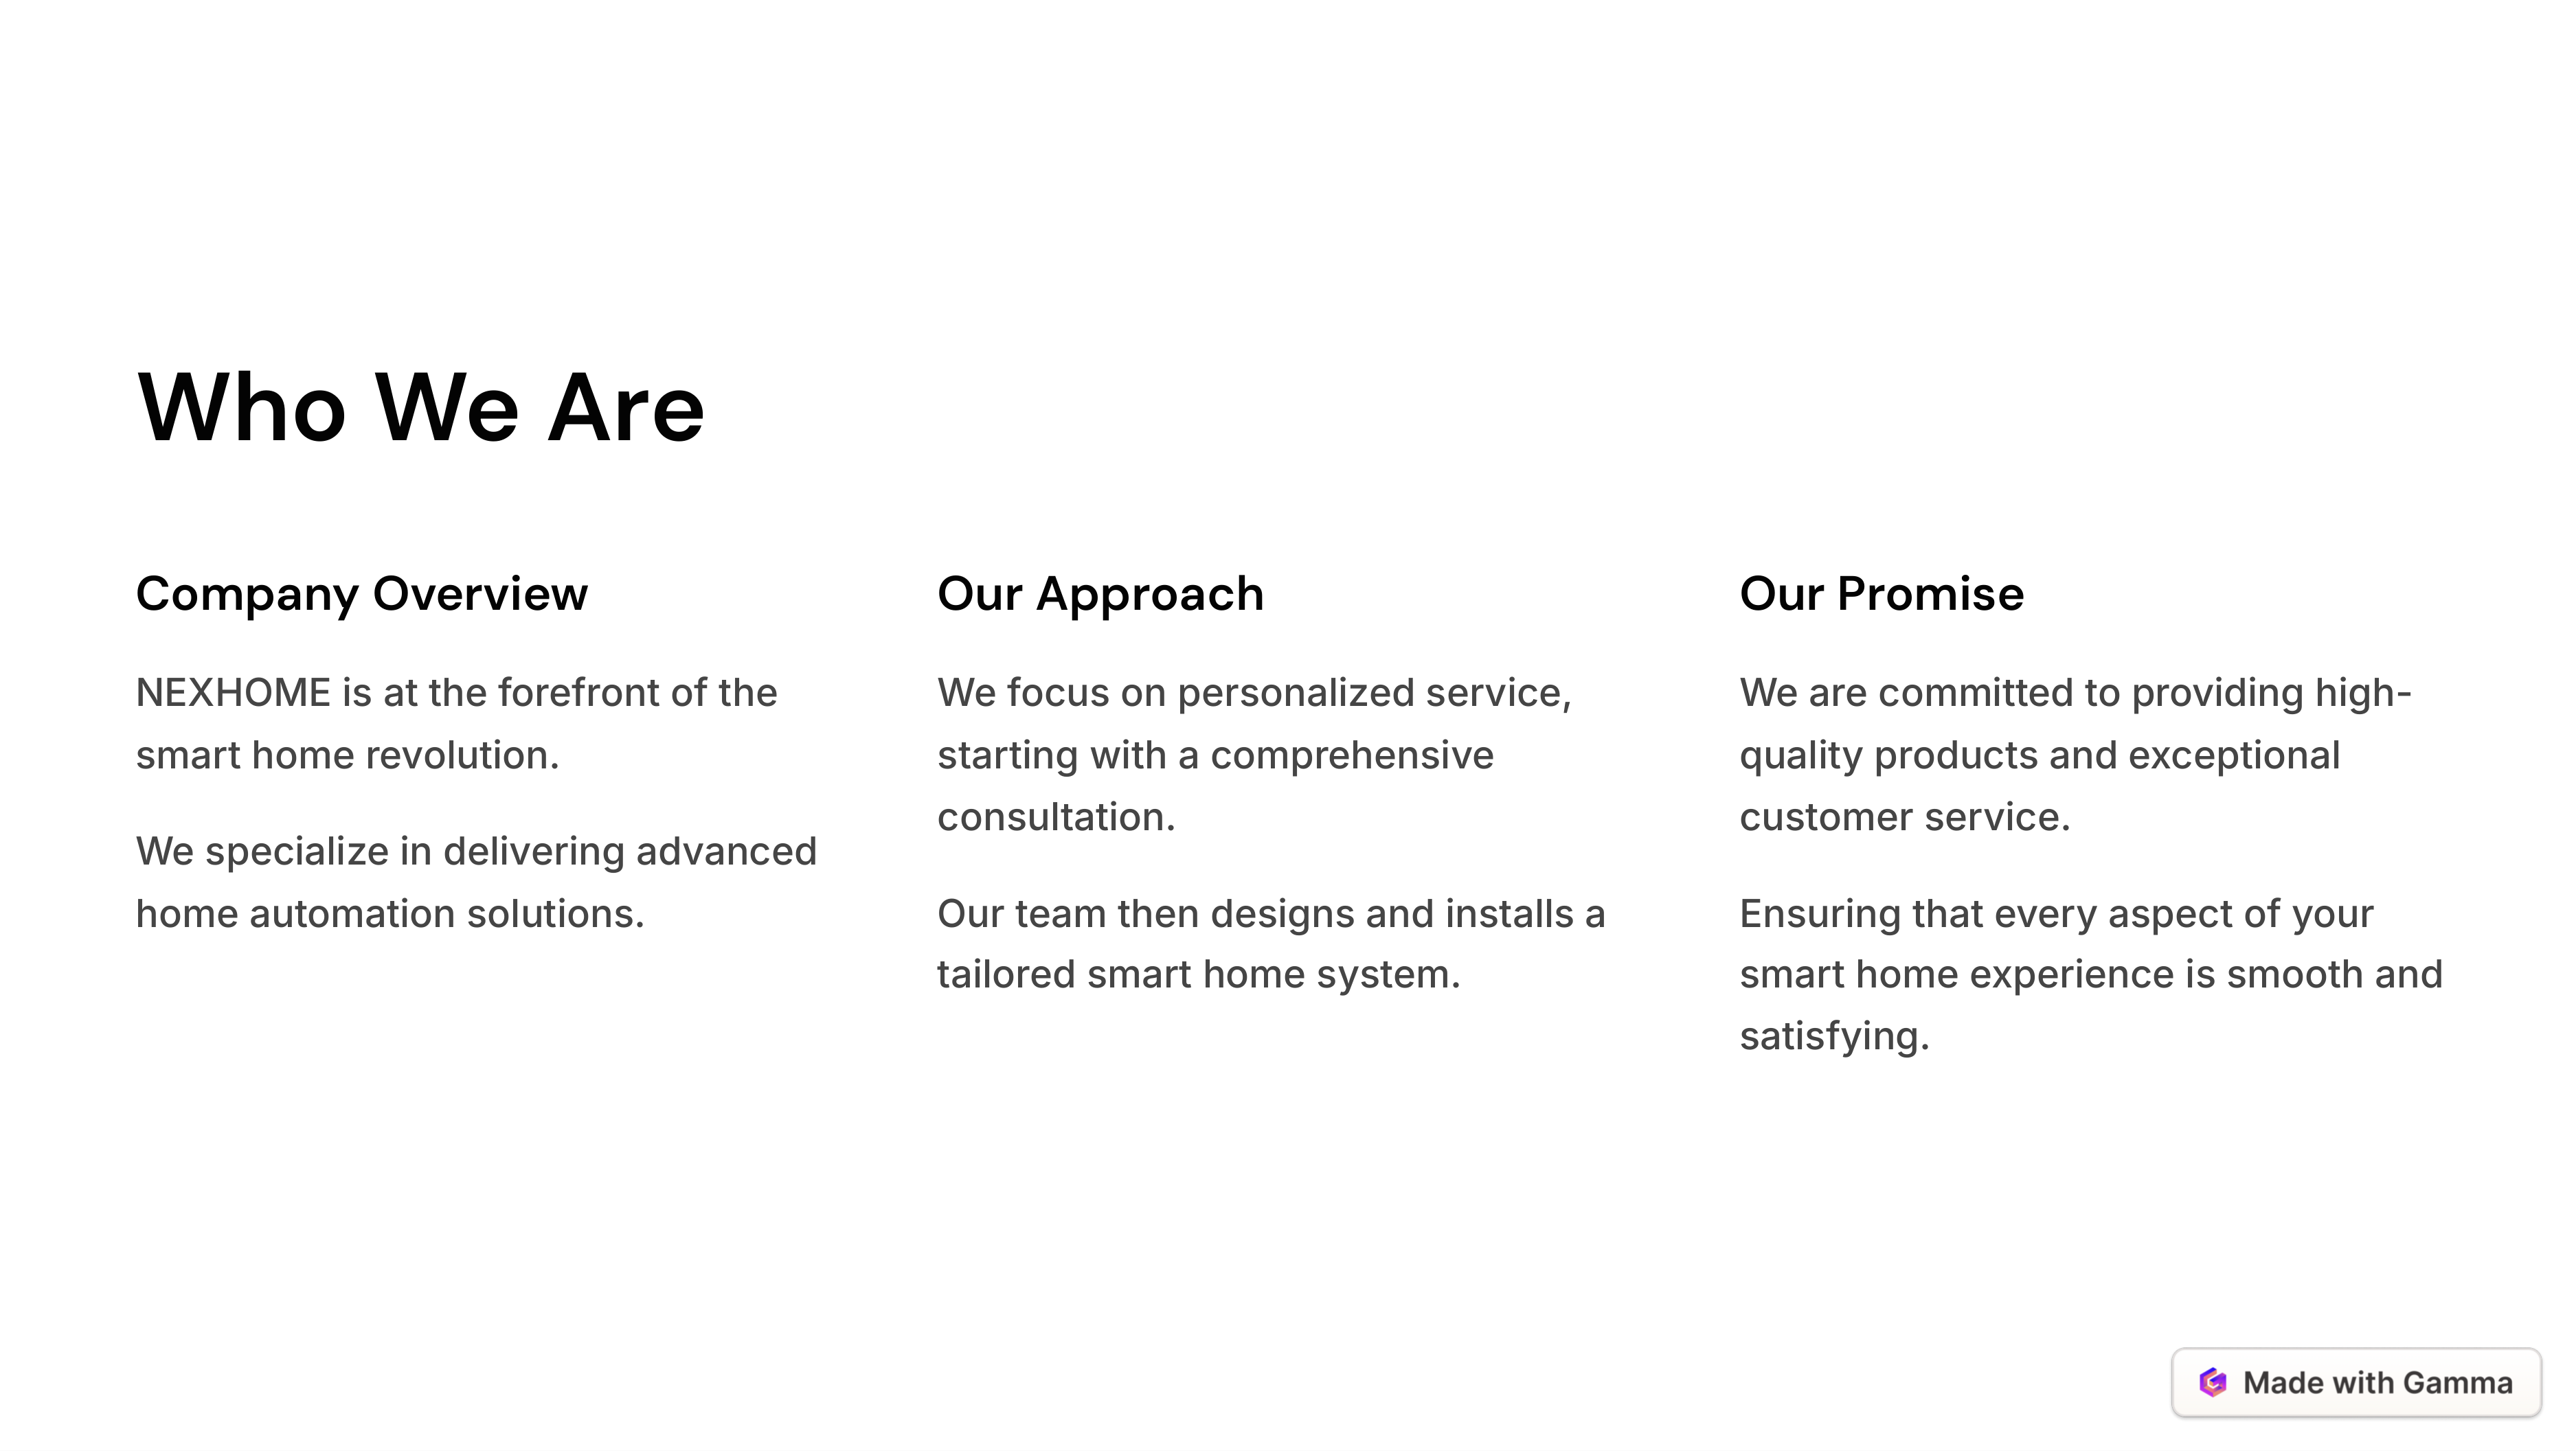 Who We Are
Company Overview
NEXHOME is at the forefront of the
smart home revolution.
We specialize in delivering advanced
home automation solutions.
Our Approach
We focus on personalized service,
starting with a comprehensive
consultation.
Our team then designs and installs a
tailored smart home system.
Our Promise
We are committed to providing high-
quality products and exceptional
customer service.
Ensuring that every aspect of your
smart home experience is smooth and
satisfying.
Made with Gamma